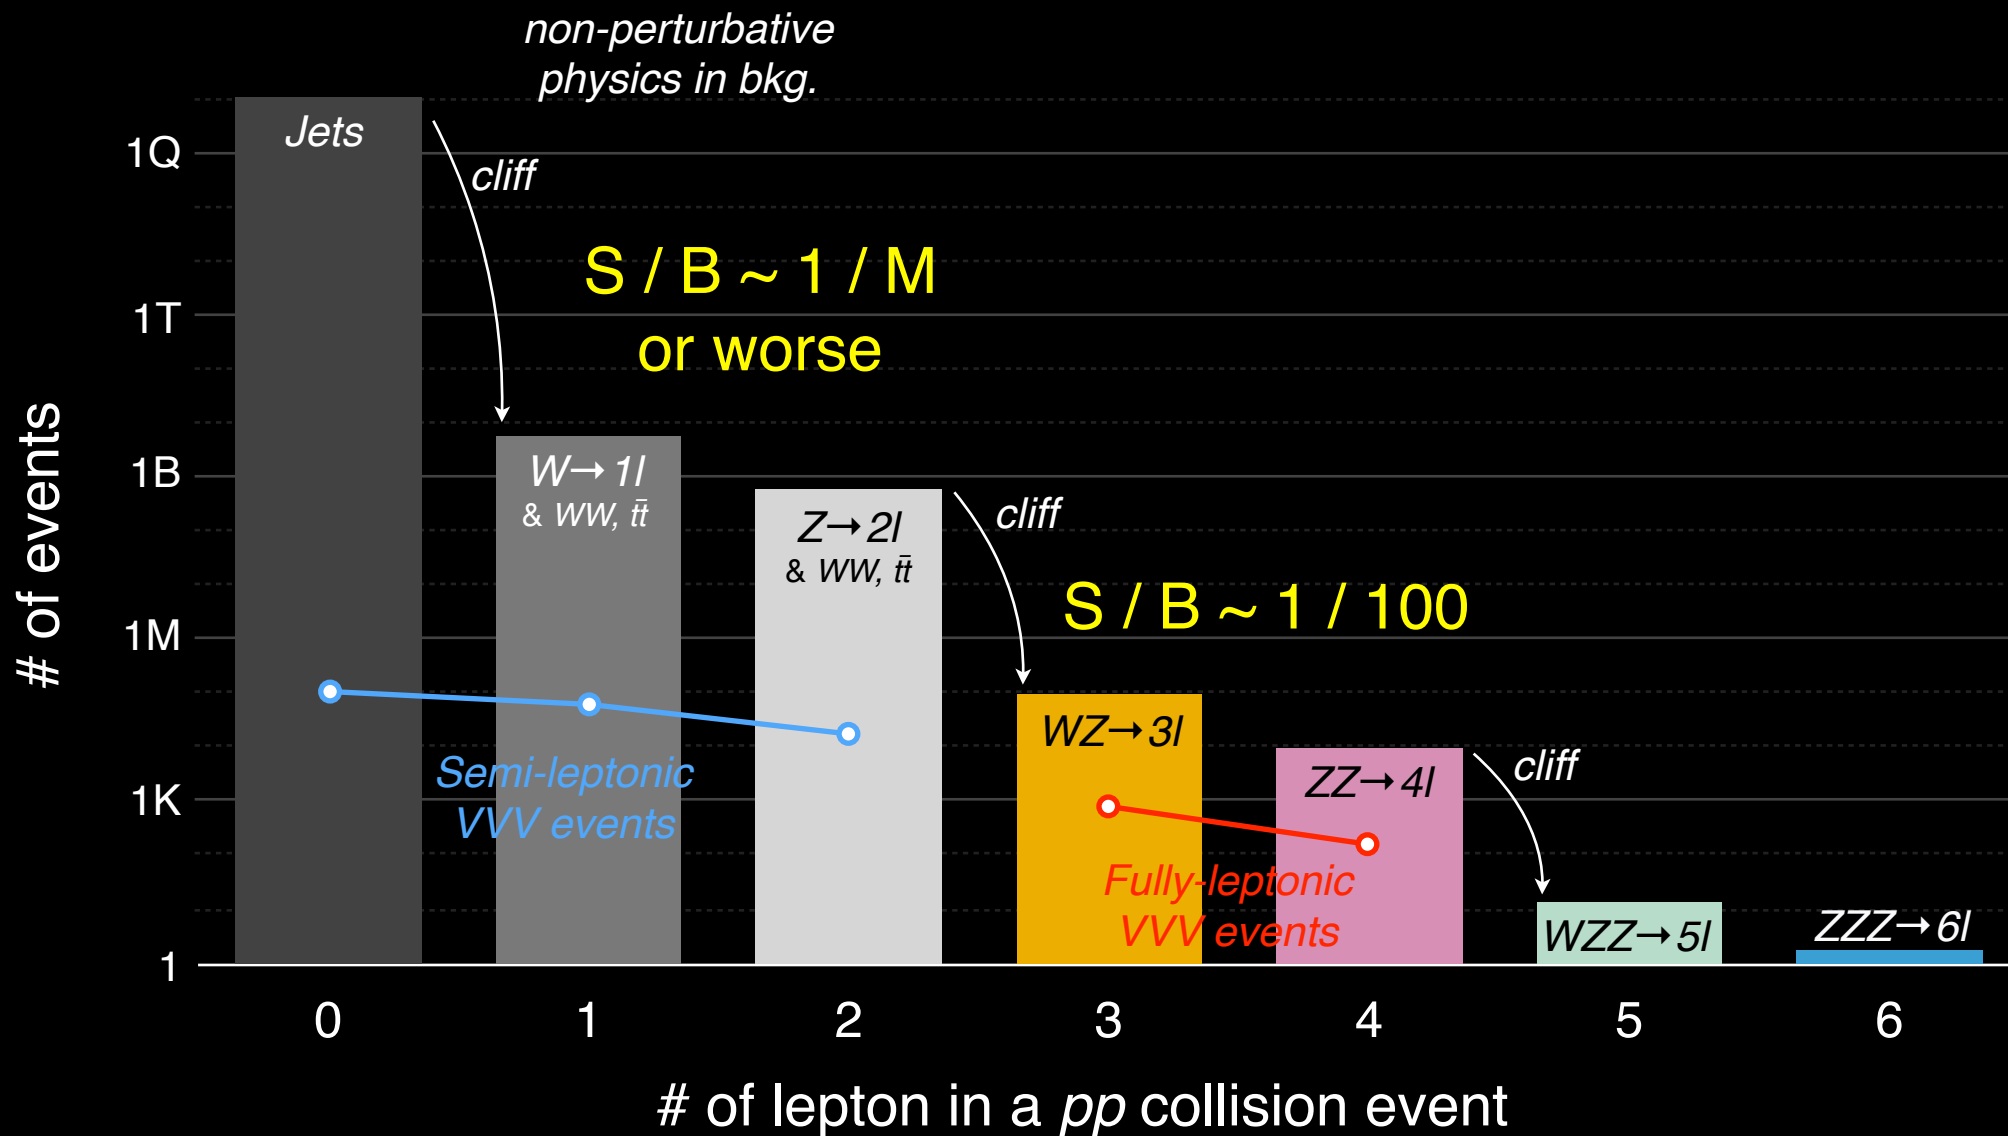 non-perturbative
physics in bkg.
Jets
1Q
cliff
S / B ~ 1 / M
1T
or worse
# of events
1B
W→ 1l
& WW, t̄t
cliff
Z→ 2l
& WW, t̄t
S / B ~ 1 / 100
1M
WZ→ 3l
Semi-leptonic
VVV events
cliff
ZZ→ 4l
1K
Fully-leptonic
VVV events
WZZ→ 5l
ZZZ→ 6l
1
0 1 2 3 4 5 6
# of lepton in a pp collision event